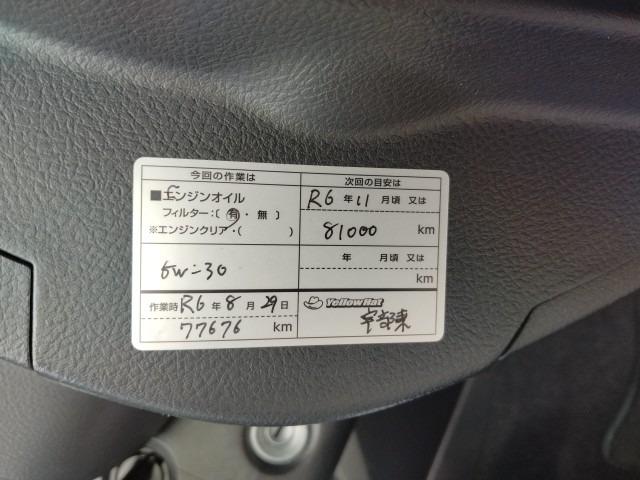 今回の作業は
次回の目安は
■エンジンオイル
フィルター:( 有 ・ 無 )
※エンジンクリア・( )
R6 年 11 月頃 又は
81000 km
5W-30
年 月頃 又は
km
作業時 R6 年 8 月 29 日
77676 km
YellowHat
宇部東